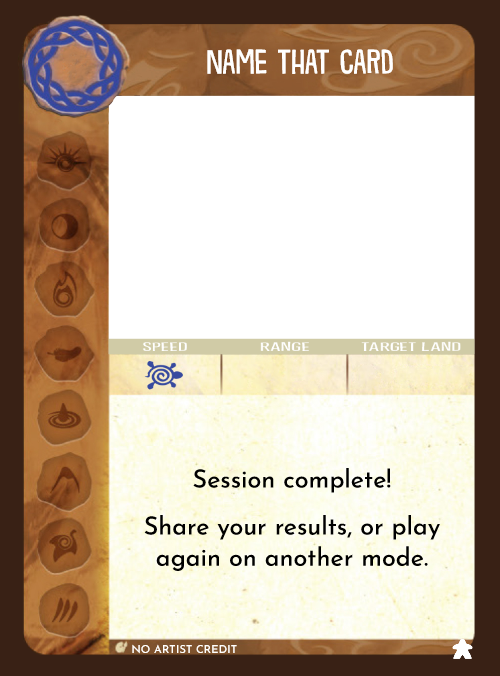 NAME THAT CARD
SPEED RANGE TARGET LAND
Session complete!
Share your results, or play
again on another mode.
NO ARTIST CREDIT